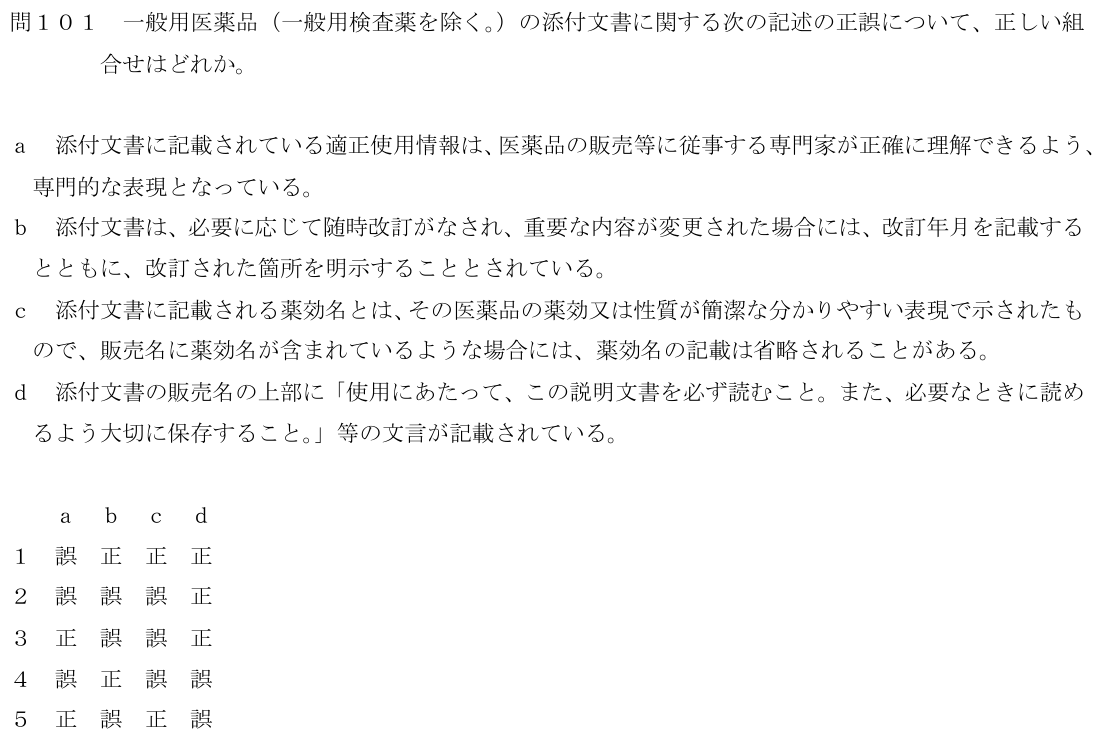 問１０１　一般用医薬品（一般用検査薬を除く。）の添付文書に関する次の記述の正誤について、正しい組
合せはどれか。
a　添付文書に記載されている適正使用情報は、医薬品の販売等に従事する専門家が正確に理解できるよう、
専門的な表現となっている。
b　添付文書は、必要に応じて随時改訂がなされ、重要な内容が変更された場合には、改訂年月を記載する
とともに、改訂された箇所を明示することとされている。
c　添付文書に記載される薬効名とは、その医薬品の薬効又は性質が簡潔な分かりやすい表現で示されたも
ので、販売名に薬効名が含まれているような場合には、薬効名の記載は省略されることがある。
d　添付文書の販売名の上部に「使用にあたって、この説明文書を必ず読むこと。また、必要なときに読め
るよう大切に保存すること。」等の文言が記載されている。
a　b　c　d
１　誤　正　正　正
２　誤　誤　誤　正
３　正　誤　誤　正
４　誤　正　誤　誤
５　正　誤　正　誤